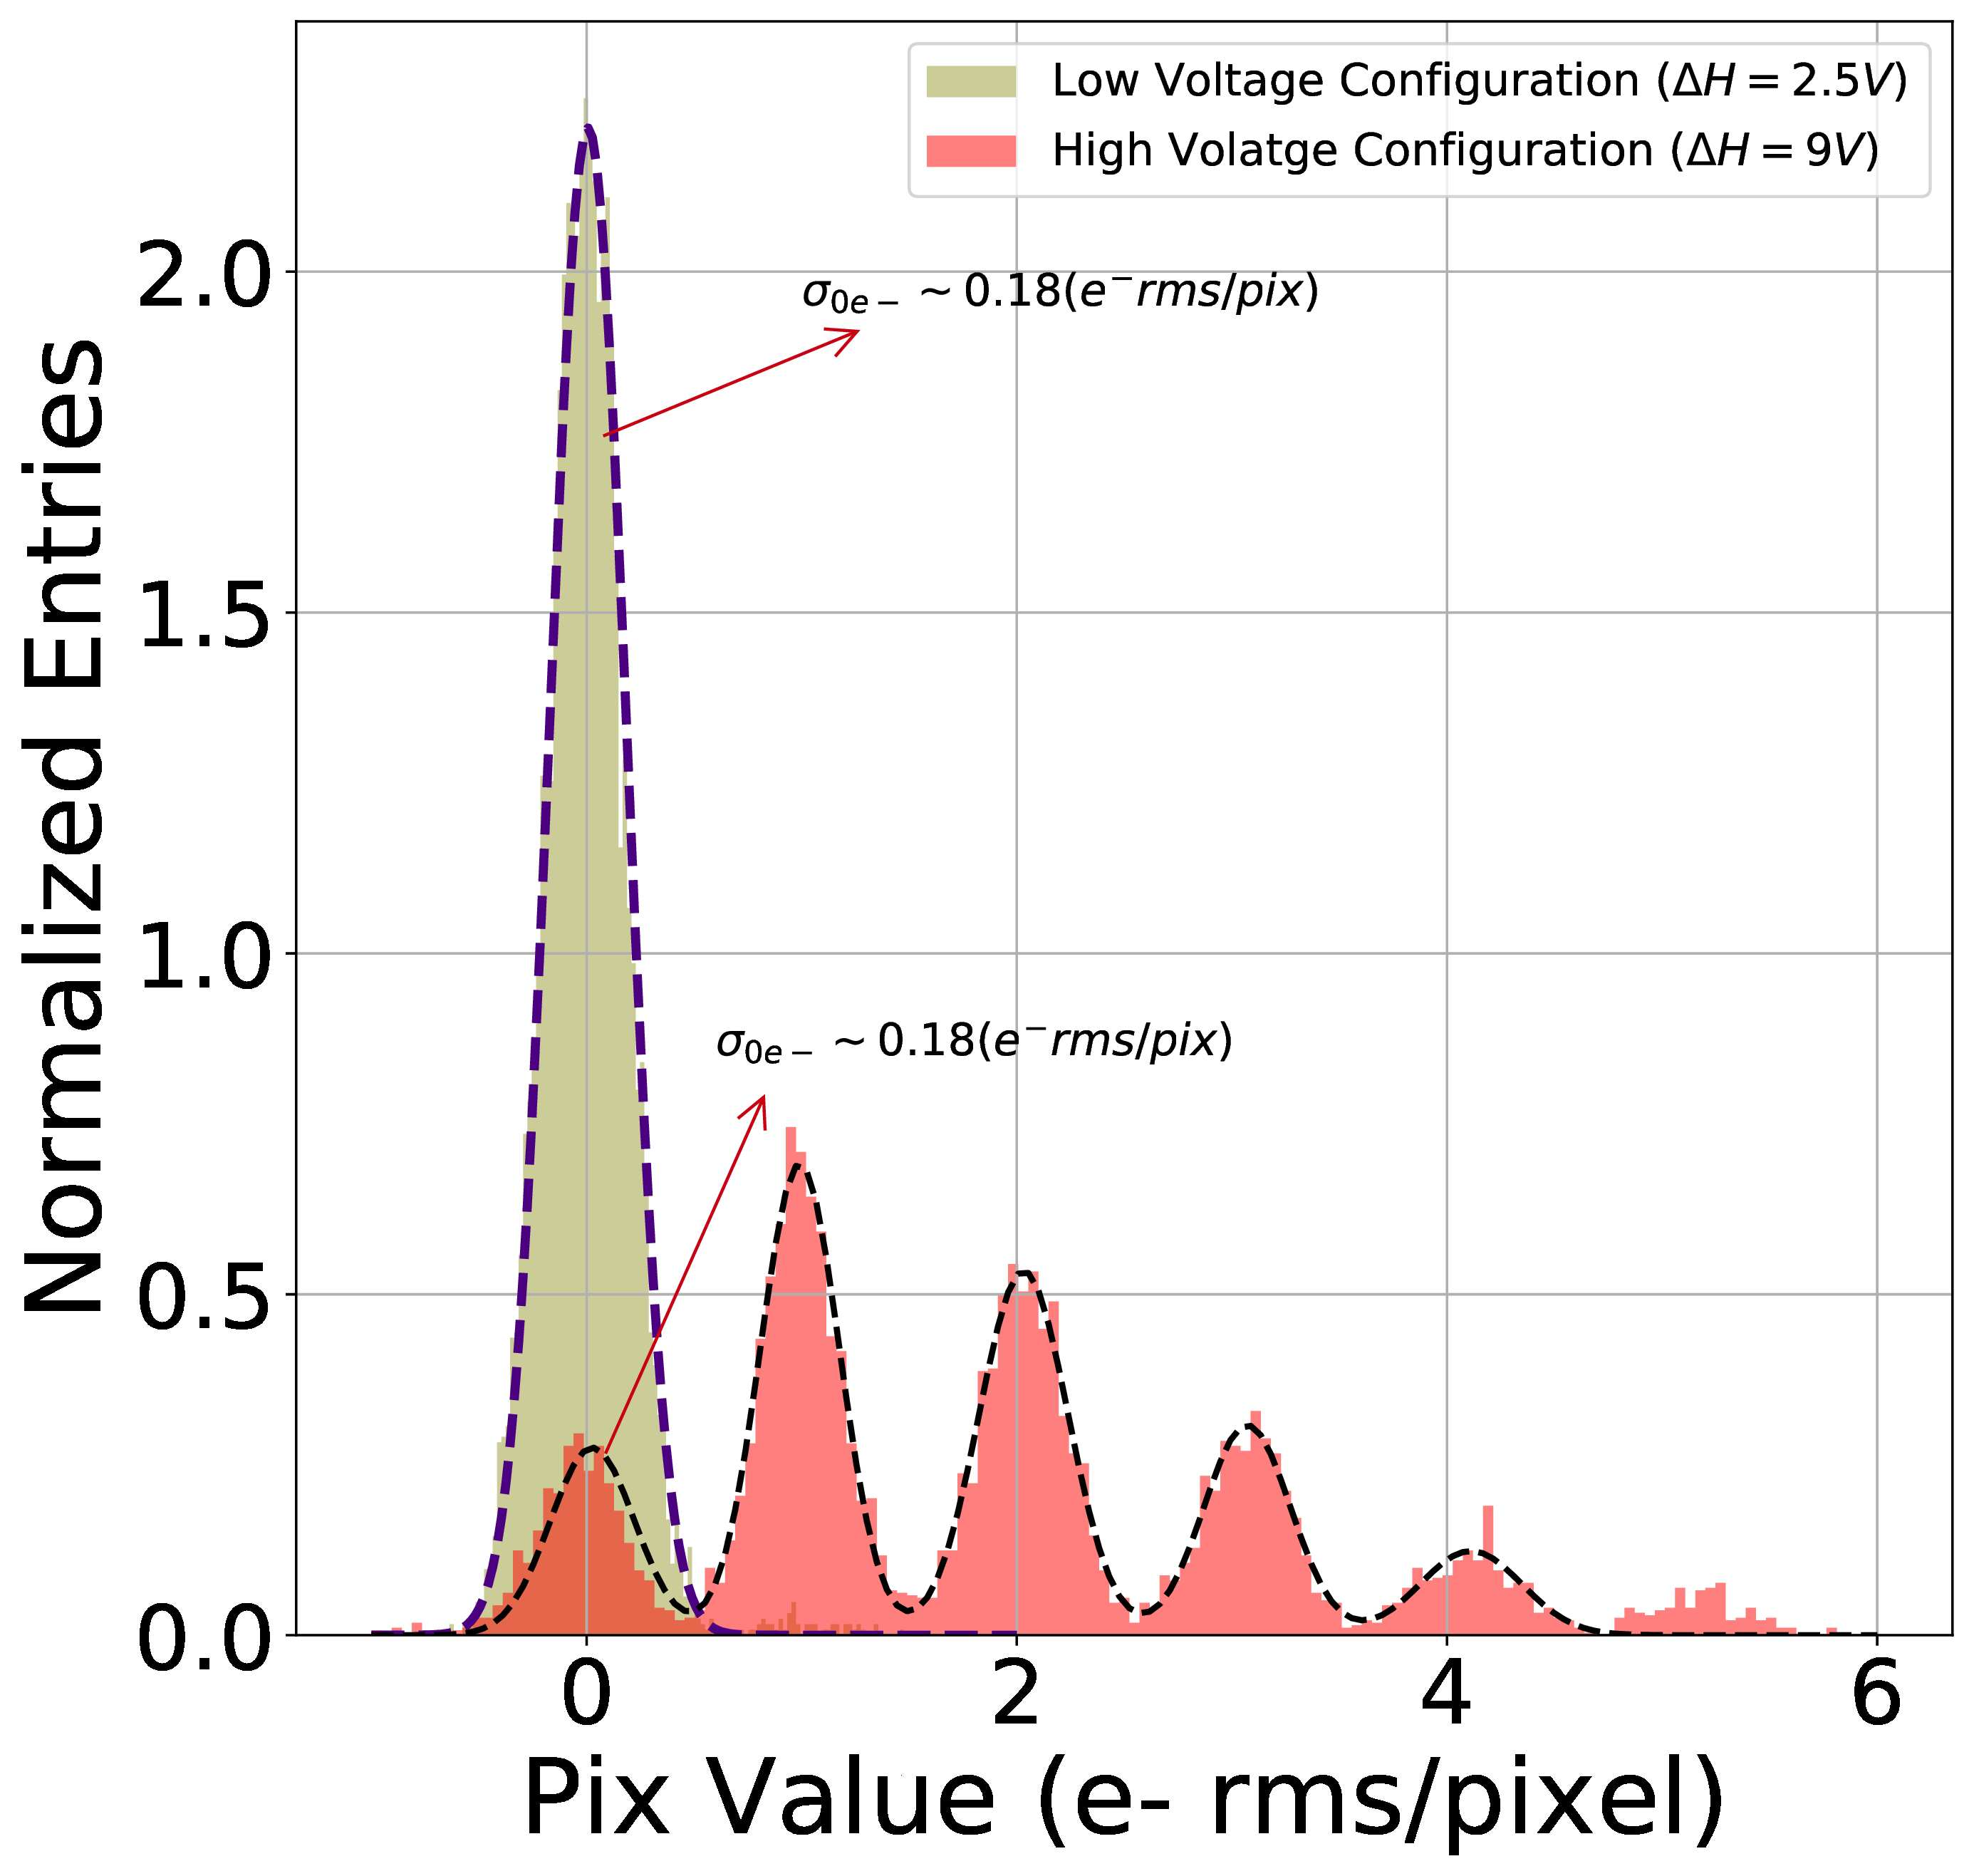 Low Voltage Configuration (ΔH = 2.5V)
High Volatge Configuration (ΔH = 9V)
σ₀ₑ₋ ~ 0.18(e⁻rms/pix)
σ₀ₑ₋ ~ 0.18(e⁻rms/pix)
Normalized Entries
2.0
1.5
1.0
0.5
0.0
0 2 4 6
Pix Value (e- rms/pixel)